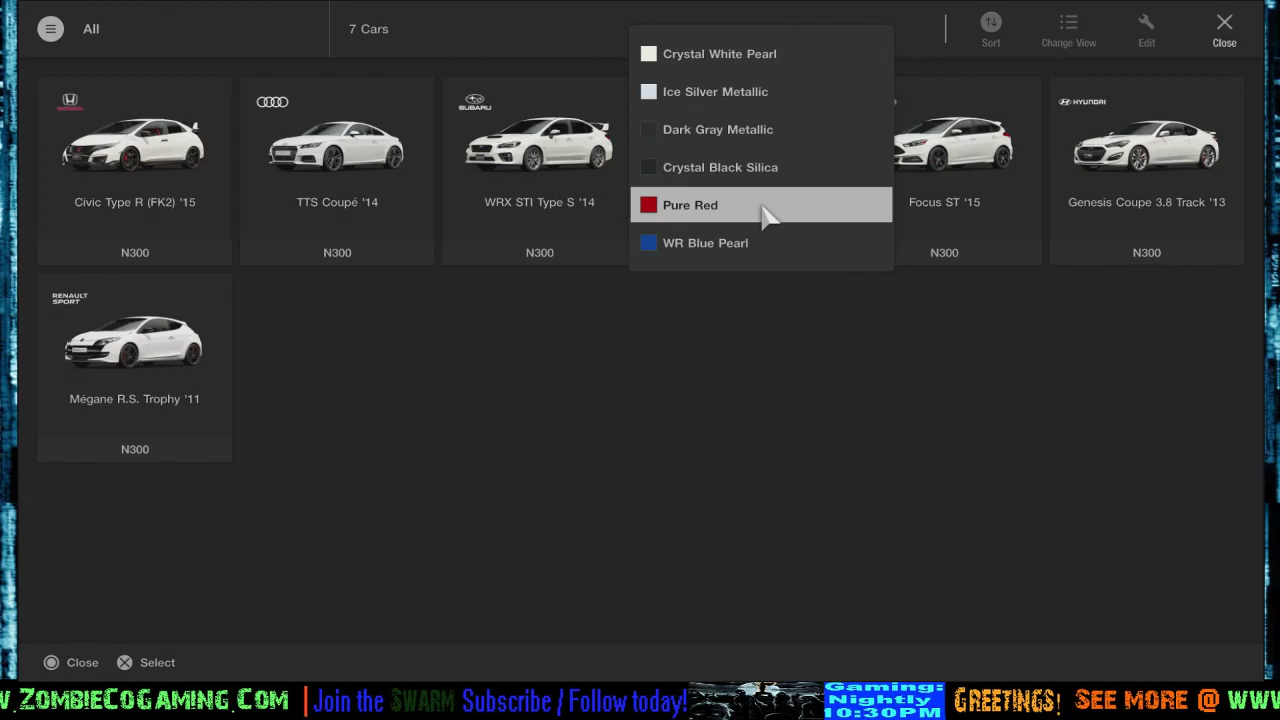 All
7 Cars
Sort
Change View
Edit
Close
Crystal White Pearl
Ice Silver Metallic
Dark Gray Metallic
Crystal Black Silica
Pure Red
WR Blue Pearl
SUBARU
HYUNDAI
Civic Type R (FK2) '15
TTS Coupé '14
WRX STI Type S '14
Focus ST '15
Genesis Coupe 3.8 Track '13
N300
N300
N300
N300
N300
RENAULT
SPORT
Mégane R.S. Trophy '11
N300
Close
Select
W.ZOMBIECOGAMING.COM
Join the SWARM Subscribe / Follow today!
Gaming:
Nightly
10:30PM
GREETINGS!
SEE MORE @ WWW